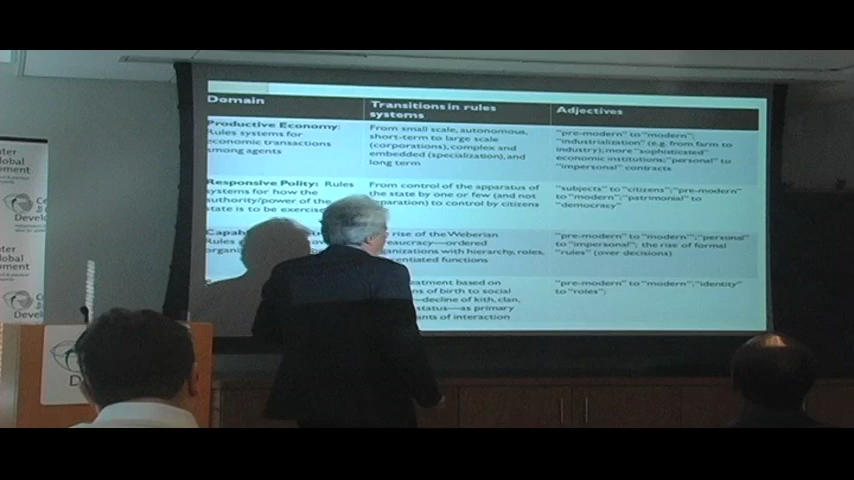 Domain
Transitions in rules
systems
Adjectives
Productive Economy:
Rules systems for
economic transactions
among agents
From small scale, autonomous,
short-term to large scale
(corporations), complex and
embedded (specialization), and
long term
"pre-modern" to "modern";
"industrialization" (e.g. from farm to
industry); more "sophisticated"
economic institutions; "personal" to
"impersonal" contracts
Responsive Polity: Rules
systems for how the
authority/power of the
state is to be
From control of the apparatus of
the state by one or few (and not
to control by citizens
"subjects" to "citizens"; "pre-modern"
to "modern"; "patrimonial" to
"democracy"
Rules
rise of the Weberian
ordered
with hierarchy, roles,
functions
"pre-modern" to "modern"; "personal"
to "impersonal"; the rise of formal
"rules" (over decisions)
based on
of birth to social
decline of kith, clan,
status—as primary
of interaction
"pre-modern" to "modern"; "identity"
to "roles";